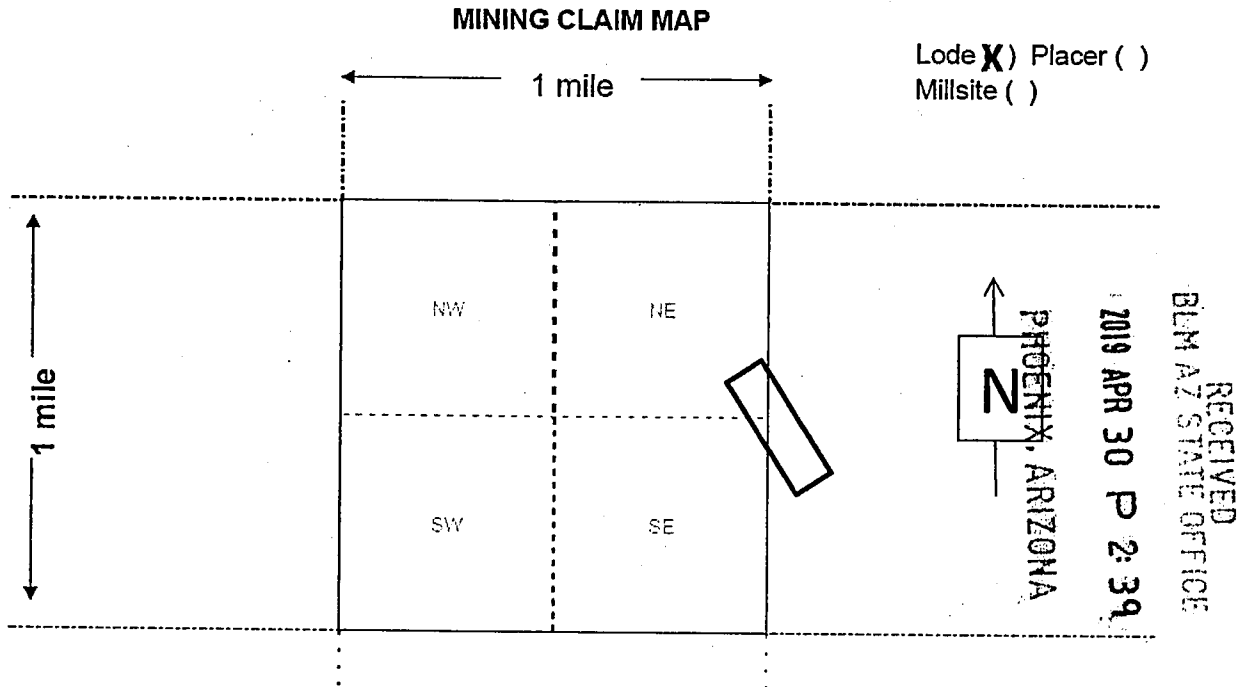 MINING CLAIM MAP
Lode X) Placer ( )
Millsite ( )
1 mile
1 mile
NW
NE
SW
SE
N
RECEIVED
BLM AZ STATE OFFICE
2019 APR 30 P 2:39
PHOENIX, ARIZONA